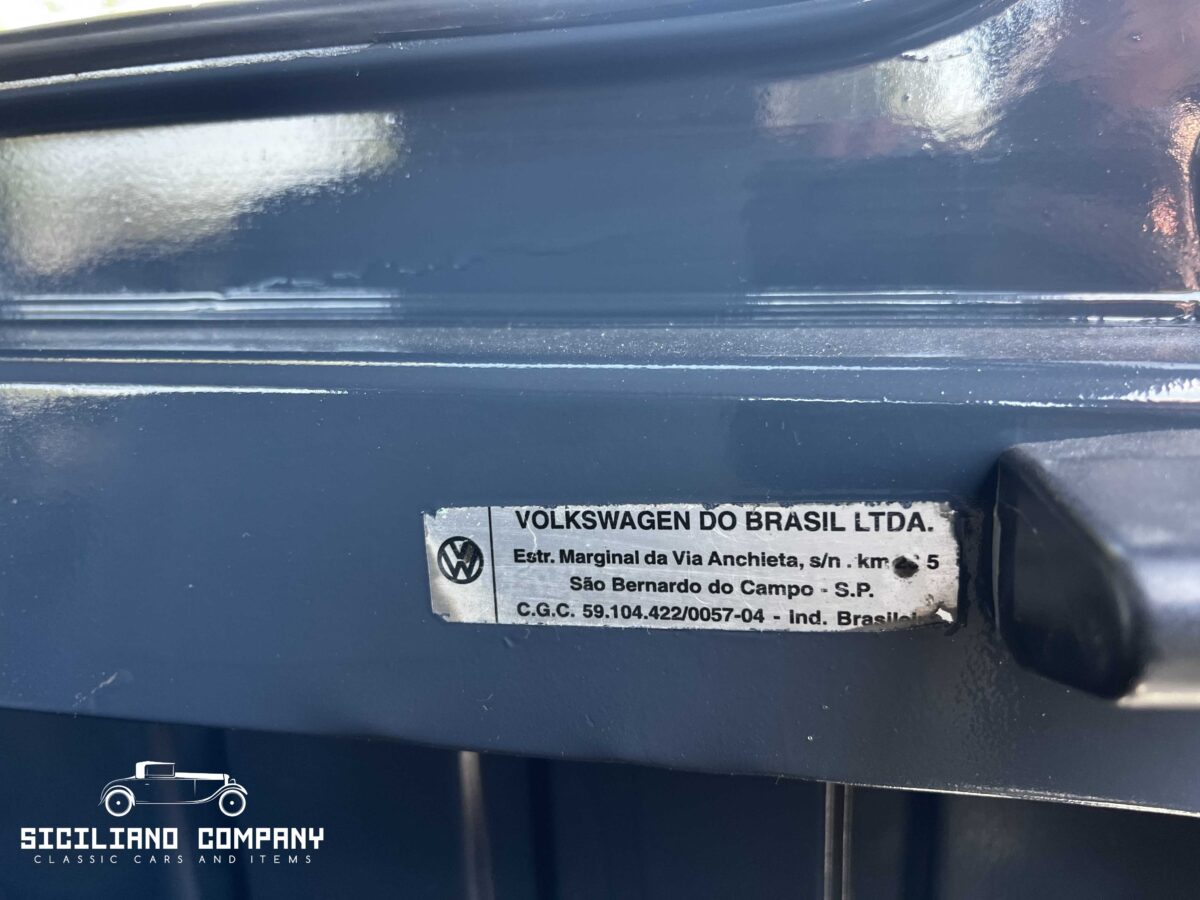 VOLKSWAGEN DO BRASIL LTDA.
Estr. Marginal da Via Anchieta, s/n . km 5
São Bernardo do Campo - S.P.
C.G.C. 59.104.422/0057-04 - Ind.
SICILIANO COMPANY
CLASSIC CARS AND ITEMS